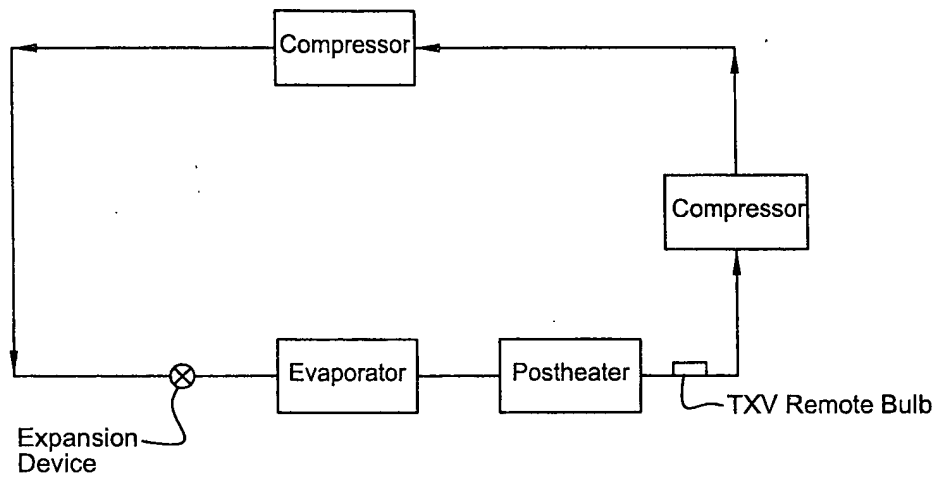 Compressor
Compressor
Evaporator
Postheater
TXV Remote Bulb
Expansion
Device